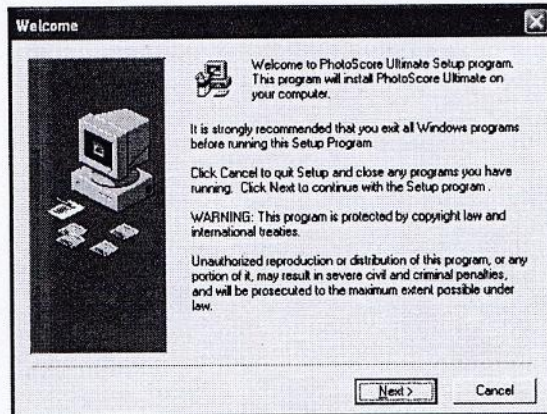 Welcome
Welcome to PhotoScore Ultimate Setup program.
This program will install PhotoScore Ultimate on
your computer.
It is strongly recommended that you exit all Windows programs
before running this Setup Program
Click Cancel to quit Setup and close any programs you have
running. Click Next to continue with the Setup program .
WARNING: This program is protected by copyright law and
international treaties.
Unauthorized reproduction or distribution of this program, or any
portion of it, may result in severe civil and criminal penalties,
and will be prosecuted to the maximum extent possible under
law.
Next > Cancel